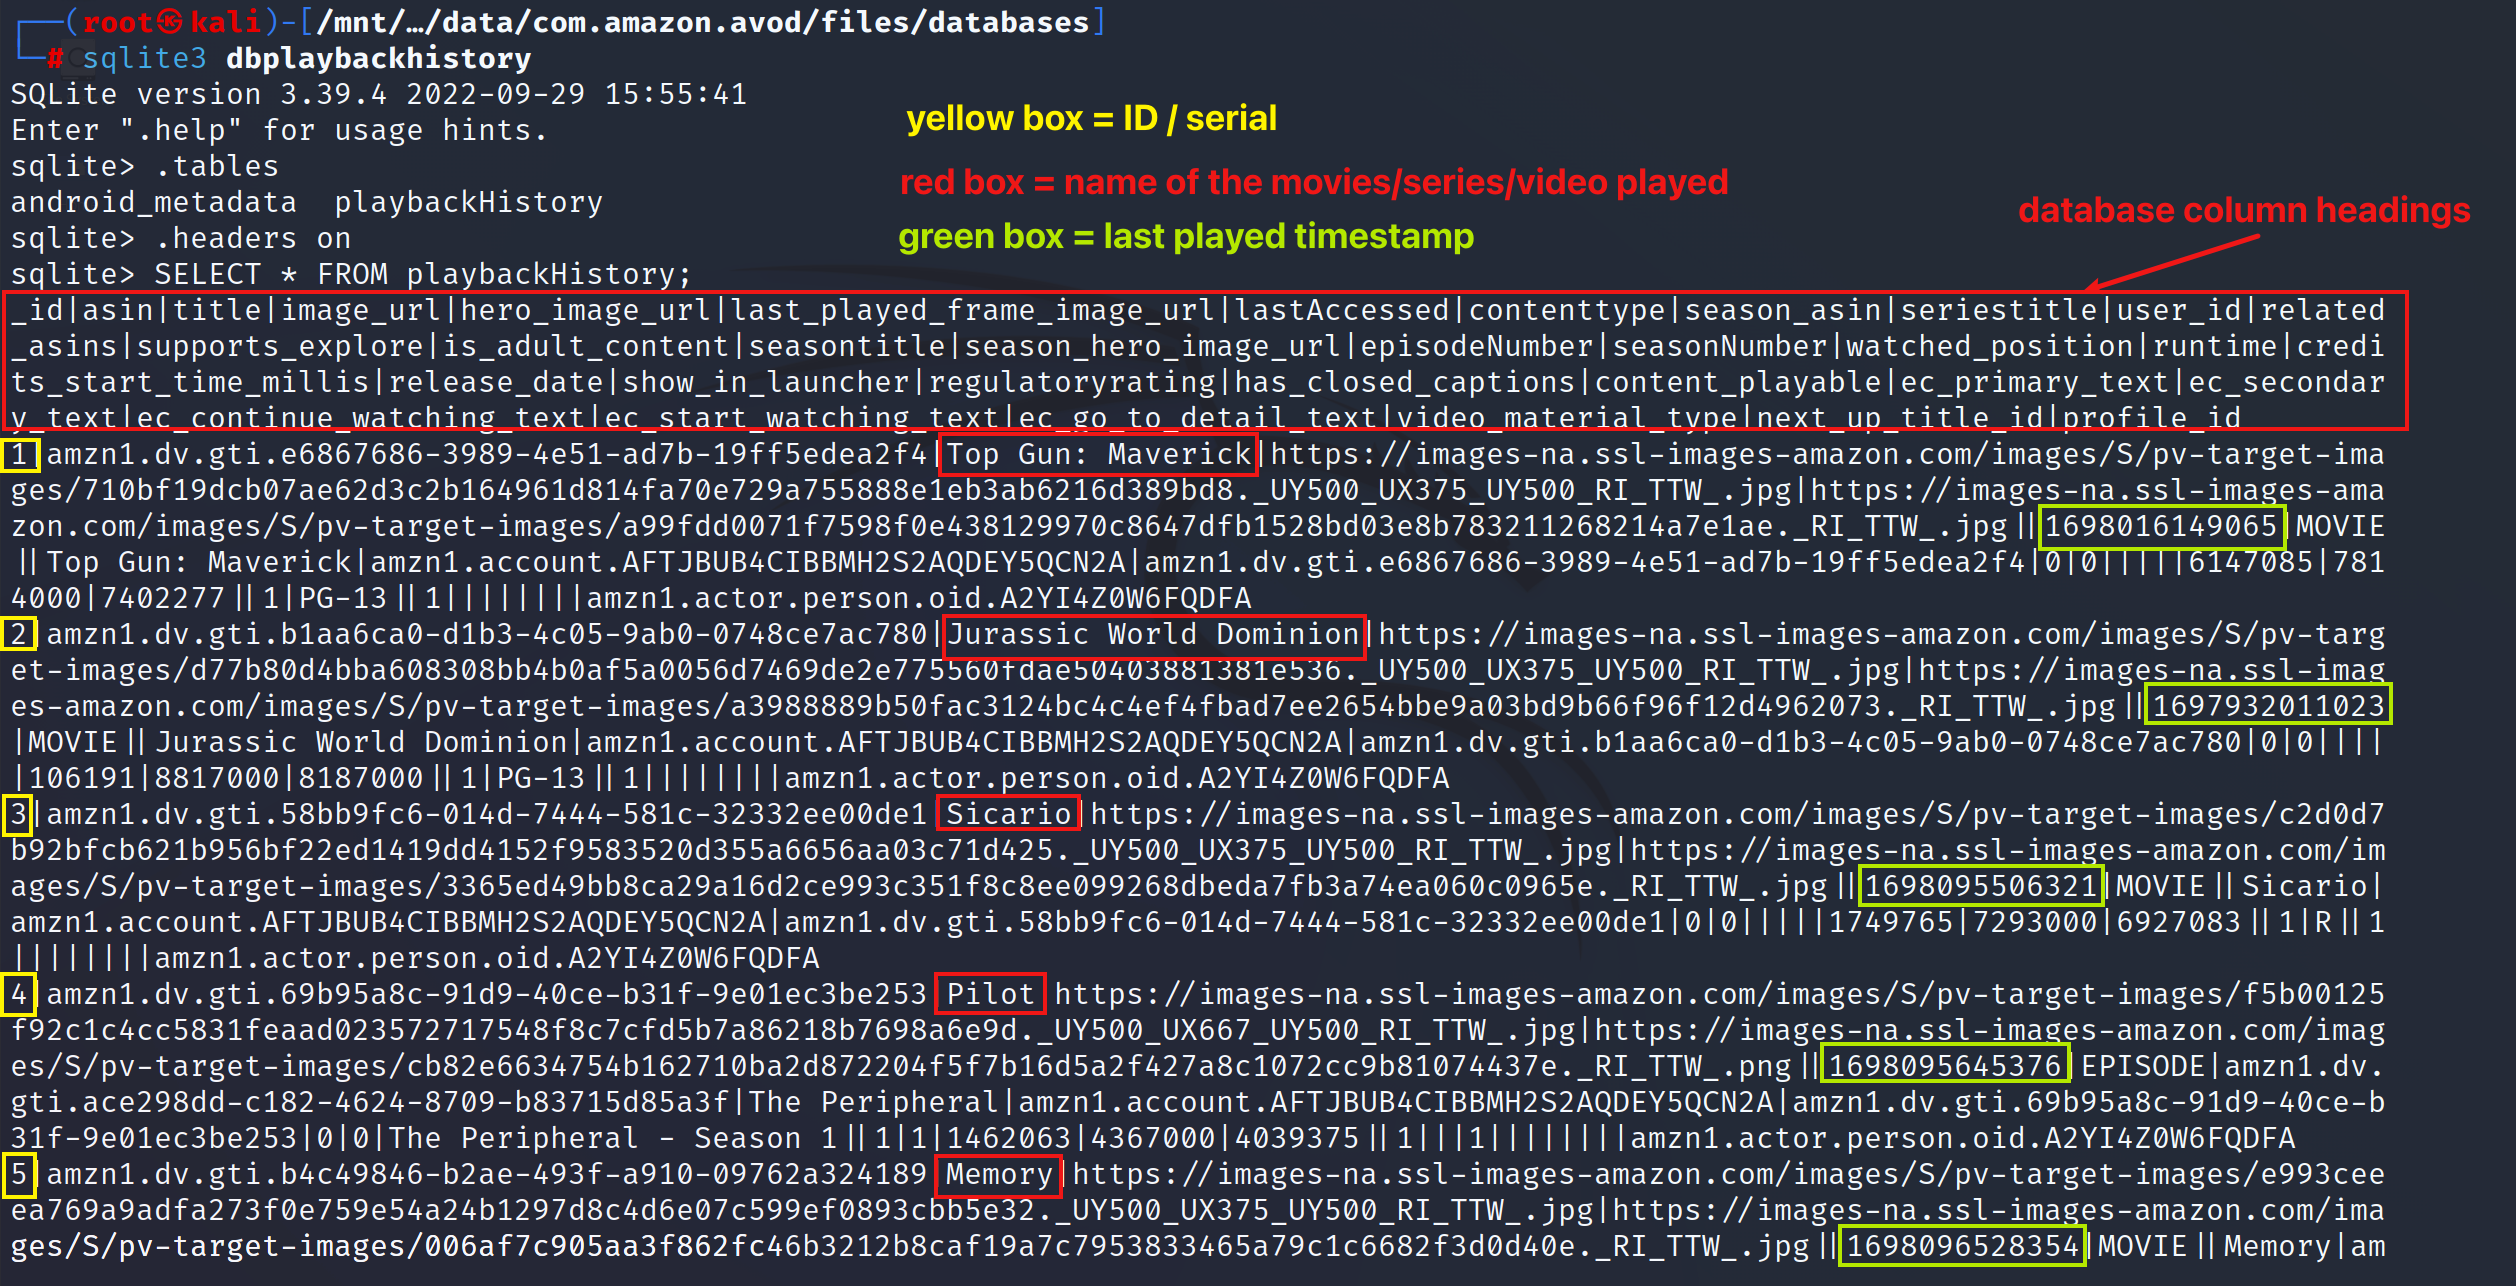 ┌──(root㉿kali)-[/mnt/…/data/com.amazon.avod/files/databases]
└─# sqlite3 dbplaybackhistory
SQLite version 3.39.4 2022-09-29 15:55:41
Enter ".help" for usage hints.
yellow box = ID / serial
sqlite> .tables
red box = name of the movies/series/video played
android_metadata  playbackHistory
database column headings
sqlite> .headers on
green box = last played timestamp
sqlite> SELECT * FROM playbackHistory;
_id|asin|title|image_url|hero_image_url|last_played_frame_image_url|lastAccessed|contenttype|season_asin|seriestitle|user_id|related
_asins|supports_explore|is_adult_content|seasontitle|season_hero_image_url|episodeNumber|seasonNumber|watched_position|runtime|credi
ts_start_time_millis|release_date|show_in_launcher|regulatoryrating|has_closed_captions|content_playable|ec_primary_text|ec_secondar
y_text|ec_continue_watching_text|ec_start_watching_text|ec_go_to_detail_text|video_material_type|next_up_title_id|profile_id
1|amzn1.dv.gti.e6867686-3989-4e51-ad7b-19ff5edea2f4|Top Gun: Maverick|https://images-na.ssl-images-amazon.com/images/S/pv-target-ima
ges/710bf19dcb07ae62d3c2b164961d814fa70e729a755888e1eb3ab6216d389bd8._UY500_UX375_UY500_RI_TTW_.jpg|https://images-na.ssl-images-ama
zon.com/images/S/pv-target-images/a99fdd0071f7598f0e438129970c8647dfb1528bd03e8b783211268214a7e1ae._RI_TTW_.jpg||1698016149065|MOVIE
||Top Gun: Maverick|amzn1.account.AFTJBUB4CIBBMH2S2AQDEY5QCN2A|amzn1.dv.gti.e6867686-3989-4e51-ad7b-19ff5edea2f4|0|0|||||6147085|781
4000|7402277||1|PG-13||1||||||||amzn1.actor.person.oid.A2YI4Z0W6FQDFA
2|amzn1.dv.gti.b1aa6ca0-d1b3-4c05-9ab0-0748ce7ac780|Jurassic World Dominion|https://images-na.ssl-images-amazon.com/images/S/pv-targ
et-images/d77b80d4bba608308bb4b0af5a0056d7469de2e775560fdae50403881381e536._UY500_UX375_UY500_RI_TTW_.jpg|https://images-na.ssl-imag
es-amazon.com/images/S/pv-target-images/a3988889b50fac3124bc4c4ef4fbad7ee2654bbe9a03bd9b66f96f12d4962073._RI_TTW_.jpg||1697932011023
|MOVIE||Jurassic World Dominion|amzn1.account.AFTJBUB4CIBBMH2S2AQDEY5QCN2A|amzn1.dv.gti.b1aa6ca0-d1b3-4c05-9ab0-0748ce7ac780|0|0||||
|106191|8817000|8187000||1|PG-13||1||||||||amzn1.actor.person.oid.A2YI4Z0W6FQDFA
3|amzn1.dv.gti.58bb9fc6-014d-7444-581c-32332ee00de1|Sicario|https://images-na.ssl-images-amazon.com/images/S/pv-target-images/c2d0d7
b92bfcb621b956bf22ed1419dd4152f9583520d355a6656aa03c71d425._UY500_UX375_UY500_RI_TTW_.jpg|https://images-na.ssl-images-amazon.com/im
ages/S/pv-target-images/3365ed49bb8ca29a16d2ce993c351f8c8ee099268dbeda7fb3a74ea060c0965e._RI_TTW_.jpg||1698095506321|MOVIE||Sicario|
amzn1.account.AFTJBUB4CIBBMH2S2AQDEY5QCN2A|amzn1.dv.gti.58bb9fc6-014d-7444-581c-32332ee00de1|0|0|||||1749765|7293000|6927083||1|R||1
||||||||amzn1.actor.person.oid.A2YI4Z0W6FQDFA
4|amzn1.dv.gti.69b95a8c-91d9-40ce-b31f-9e01ec3be253|Pilot|https://images-na.ssl-images-amazon.com/images/S/pv-target-images/f5b00125
f92c1c4cc5831feaad023572717548f8c7cfd5b7a86218b7698a6e9d._UY500_UX667_UY500_RI_TTW_.jpg|https://images-na.ssl-images-amazon.com/imag
es/S/pv-target-images/cb82e6634754b162710ba2d872204f5f7b16d5a2f427a8c1072cc9b81074437e._RI_TTW_.png||1698095645376|EPISODE|amzn1.dv.
gti.ace298dd-c182-4624-8709-b83715d85a3f|The Peripheral|amzn1.account.AFTJBUB4CIBBMH2S2AQDEY5QCN2A|amzn1.dv.gti.69b95a8c-91d9-40ce-b
31f-9e01ec3be253|0|0|The Peripheral - Season 1||1|1|1462063|4367000|4039375||1|||1||||||||amzn1.actor.person.oid.A2YI4Z0W6FQDFA
5|amzn1.dv.gti.b4c49846-b2ae-493f-a910-09762a324189|Memory|https://images-na.ssl-images-amazon.com/images/S/pv-target-images/e993cee
ea769a9adfa273f0e759e54a24b1297d8c4d6e07c599ef0893cbb5e32._UY500_UX375_UY500_RI_TTW_.jpg|https://images-na.ssl-images-amazon.com/ima
ges/S/pv-target-images/006af7c905aa3f862fc46b3212b8caf19a7c7953833465a79c1c6682f3d0d40e._RI_TTW_.jpg||1698096528354|MOVIE||Memory|am